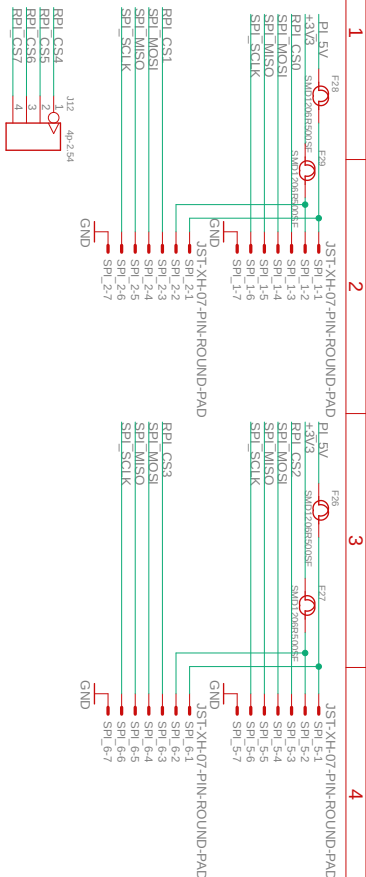 1
2
3
4
PI_5V
+3V3
RPI_CS0
SPI_MOSI
SPI_MISO
SPI_SCLK
F28
SMD1206R500SF
F29
SMD1206R500SF
GND
JST-XH-07-PIN-ROUND-PAD
SPI_1-1
SPI_1-2
SPI_1-3
SPI_1-4
SPI_1-5
SPI_1-6
SPI_1-7
RPI_CS1
SPI_MOSI
SPI_MISO
SPI_SCLK
GND
JST-XH-07-PIN-ROUND-PAD
SPI_2-1
SPI_2-2
SPI_2-3
SPI_2-4
SPI_2-5
SPI_2-6
SPI_2-7
RPI_CS4
RPI_CS5
RPI_CS6
RPI_CS7
1
2
3
4
J12
4p-2.54
PI_5V
+3V3
RPI_CS2
SPI_MOSI
SPI_MISO
SPI_SCLK
F26
SMD1206R500SF
F27
SMD1206R500SF
GND
JST-XH-07-PIN-ROUND-PAD
SPI_5-1
SPI_5-2
SPI_5-3
SPI_5-4
SPI_5-5
SPI_5-6
SPI_5-7
RPI_CS3
SPI_MOSI
SPI_MISO
SPI_SCLK
GND
JST-XH-07-PIN-ROUND-PAD
SPI_6-1
SPI_6-2
SPI_6-3
SPI_6-4
SPI_6-5
SPI_6-6
SPI_6-7